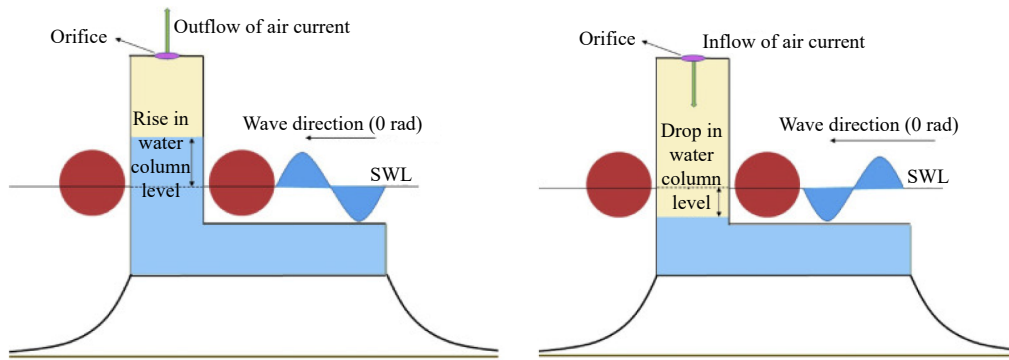 Outflow of air current
Orifice
Rise in
water
column
level
Wave direction (0 rad)
SWL
Orifice
Inflow of air current
Drop in
water
column
level
Wave direction (0 rad)
SWL